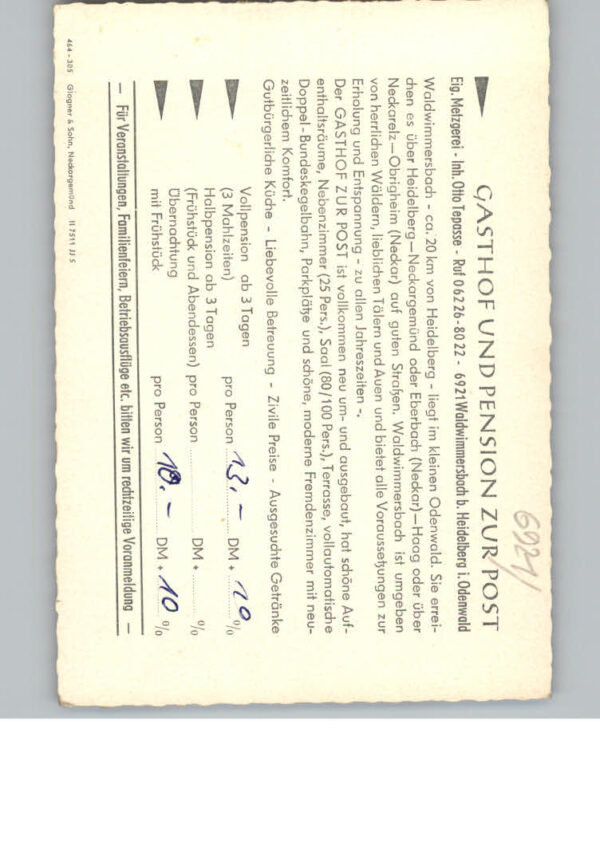 6921/
GASTHOF UND PENSION ZUR POST
Eig. Metzgerei - Inh. Otto Tepasse - Ruf 06226-8022 - 6921 Waldwimmersbach b. Heidelberg i. Odenwald
Waldwimmersbach - ca. 20 km von Heidelberg - liegt im kleinen Odenwald. Sie errei-
chen es über Heidelberg—Neckargemünd oder Eberbach (Neckar)—Haag oder über
Neckarelz—Obrigheim (Neckar) auf guten Straßen. Waldwimmersbach ist umgeben
von herrlichen Wäldern, lieblichen Tälern und Auen und bietet alle Voraussetzungen zur
Erholung und Entspannung - zu allen Jahreszeiten -.
Der GASTHOF ZUR POST ist vollkommen neu um- und ausgebaut, hat schöne Auf-
enthaltsräume, Nebenzimmer (25 Pers.), Saal (80/100 Pers.), Terrasse, vollautomatische
Doppel-Bundeskegelbahn, Parkplätze und schöne, moderne Fremdenzimmer mit neu-
zeitlichem Komfort.
Gutbürgerliche Küche - Liebevolle Betreuung - Zivile Preise - Ausgesuchte Getränke
Vollpension ab 3 Tagen
(3 Mahlzeiten) pro Person 13.- DM + 10 %
Halbpension ab 3 Tagen
(Frühstück und Abendessen) pro Person DM + %
Übernachtung
mit Frühstück pro Person 10.- DM + 10 %
— Für Veranstaltungen, Familienfeiern, Betriebsausflüge etc. bitten wir um rechtzeitige Voranmeldung —
464 - 305 Glogner & Sohn, Neckargemünd II 7511 JJ S